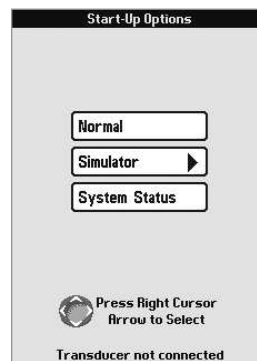 Start-Up Options
Normal
Simulator
System Status
Press Right Cursor
Arrow to Select
Transducer not connected